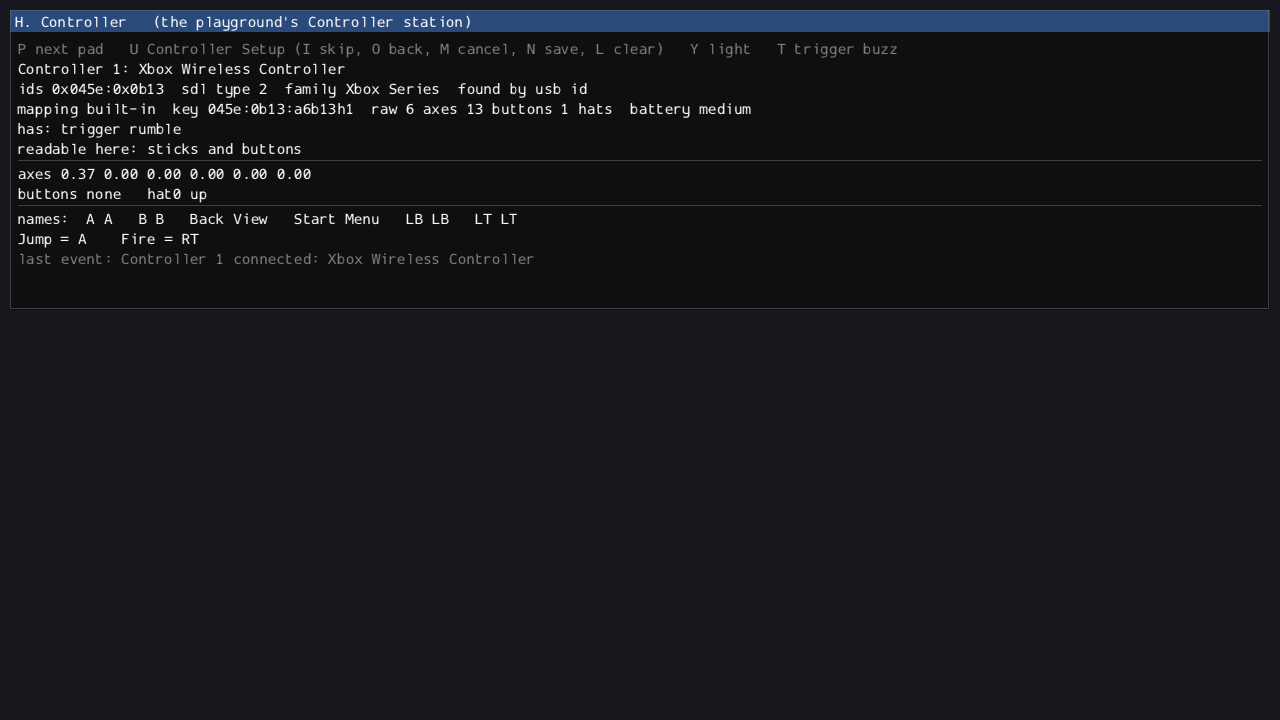 H. Controller   (the playground's Controller station)
P next pad   U Controller Setup (I skip, O back, M cancel, N save, L clear)   Y light   T trigger buzz
Controller 1: Xbox Wireless Controller
ids 0x045e:0x0b13  sdl type 2  family Xbox Series  found by usb id
mapping built-in  key 045e:0b13:a6b13h1  raw 6 axes 13 buttons 1 hats  battery medium
has: trigger rumble
readable here: sticks and buttons
axes 0.37 0.00 0.00 0.00 0.00 0.00
buttons none   hat0 up
names:  A A   B B   Back View   Start Menu   LB LB   LT LT
Jump = A    Fire = RT
last event: Controller 1 connected: Xbox Wireless Controller